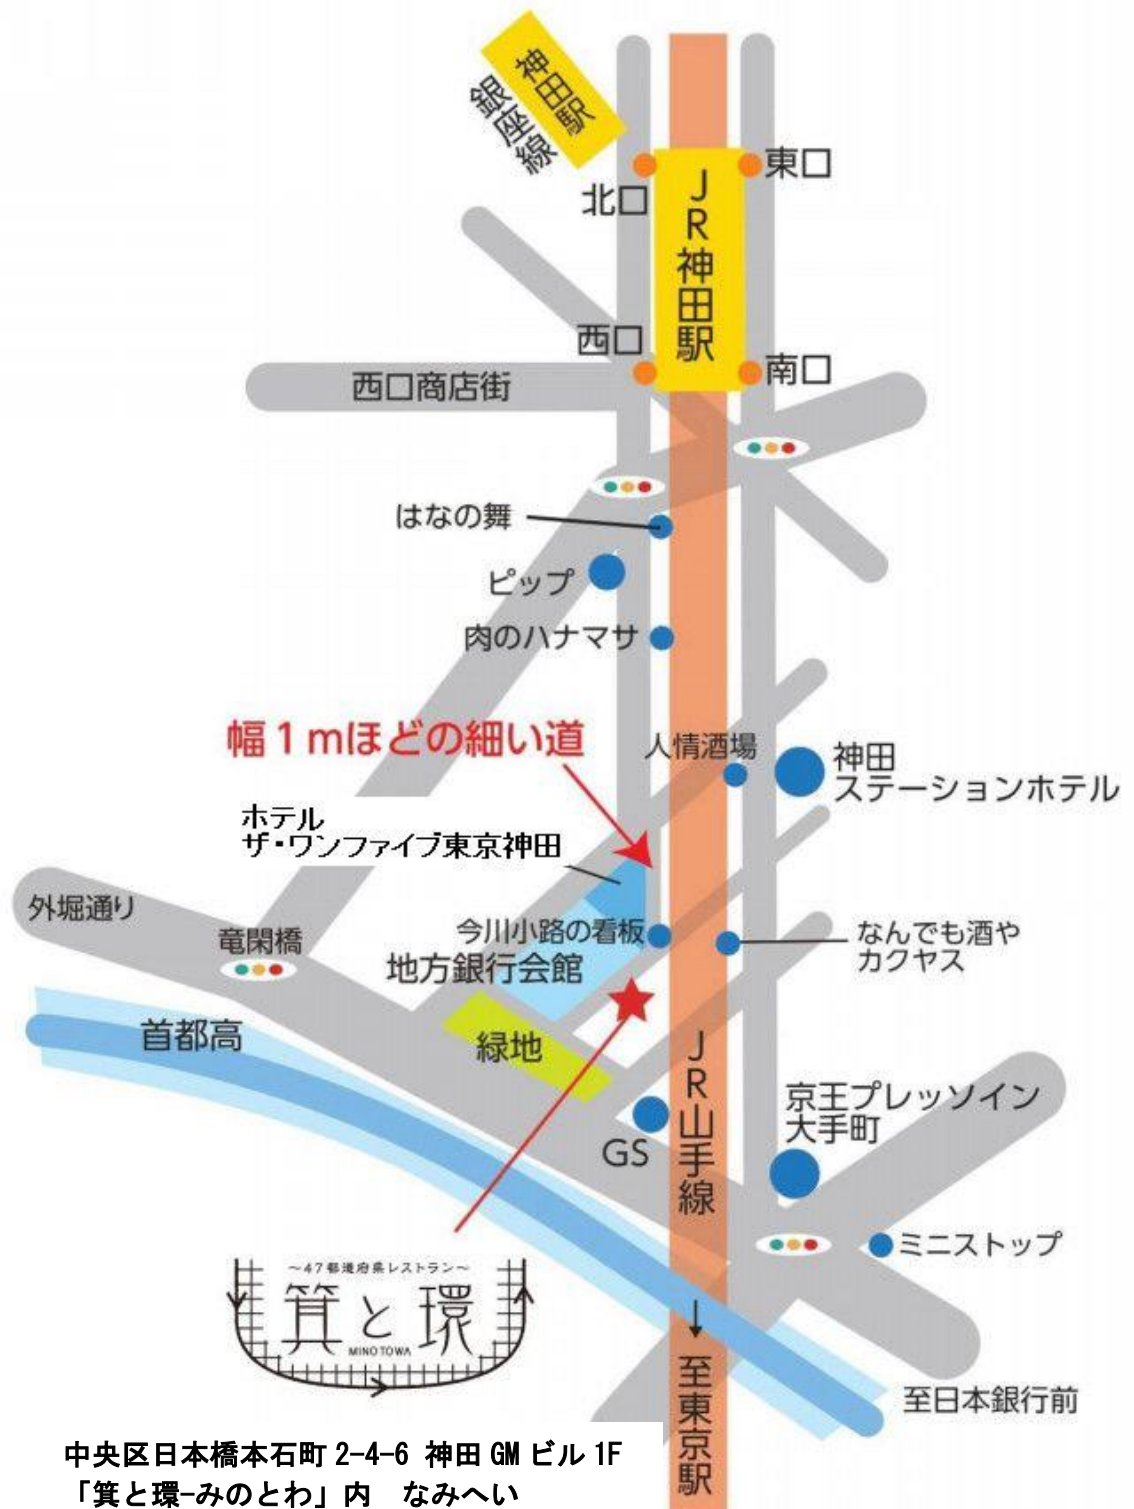 神田駅
銀座線
北口
東口
JR神田駅
西口
南口
西口商店街
はなの舞
ピップ
肉のハナマサ
幅1mほどの細い道
人情酒場
神田
ステーションホテル
ホテル
ザ・ワンファイブ東京神田
外堀通り
竜閑橋
今川小路の看板
地方銀行会館
なんでも酒や
カクヤス
首都高
緑地
JR山手線
京王プレッソイン
大手町
GS
ミニストップ
～47都道府県レストラン～
箕と環
MINOTOWA
↓至東京駅
至日本銀行前
中央区日本橋本石町 2-4-6 神田 GM ビル 1F
「箕と環-みのとわ」内　なみへい